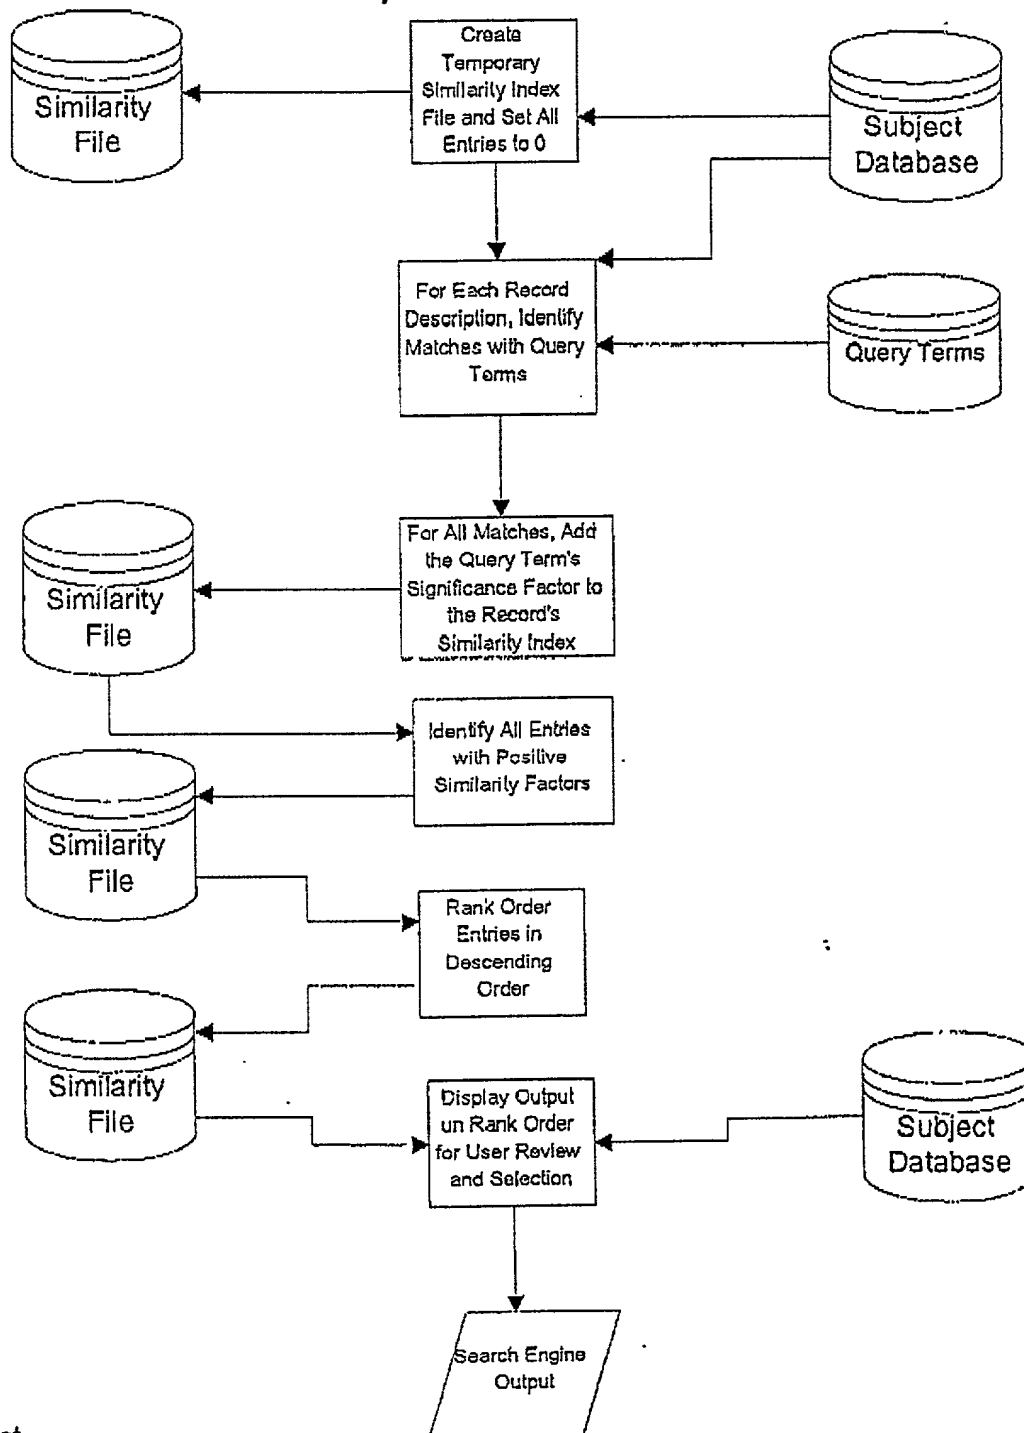 Create
Temporary
Similarity Index
File and Set All
Entries to 0
Similarity
File
Subject
Database
For Each Record
Description, Identify
Matches with Query
Terms
Query Terms
For All Matches, Add
the Query Term's
Significance Factor to
the Record's
Similarity Index
Similarity
File
Identify All Entries
with Positive
Similarity Factors
Similarity
File
Rank Order
Entries in
Descending
Order
Similarity
File
Display Output
un Rank Order
for User Review
and Selection
Subject
Database
Search Engine
Output